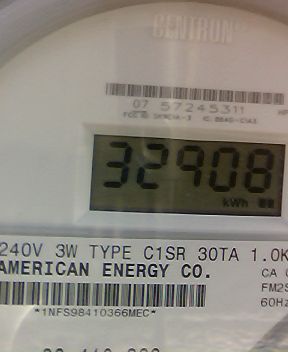 CENTRON
07 57245311
32908
kWh
240V 3W TYPE C1SR 30TA 1.0K
AMERICAN ENERGY CO.
CA
FM2S
60Hz
*1NFS98410366MEC*